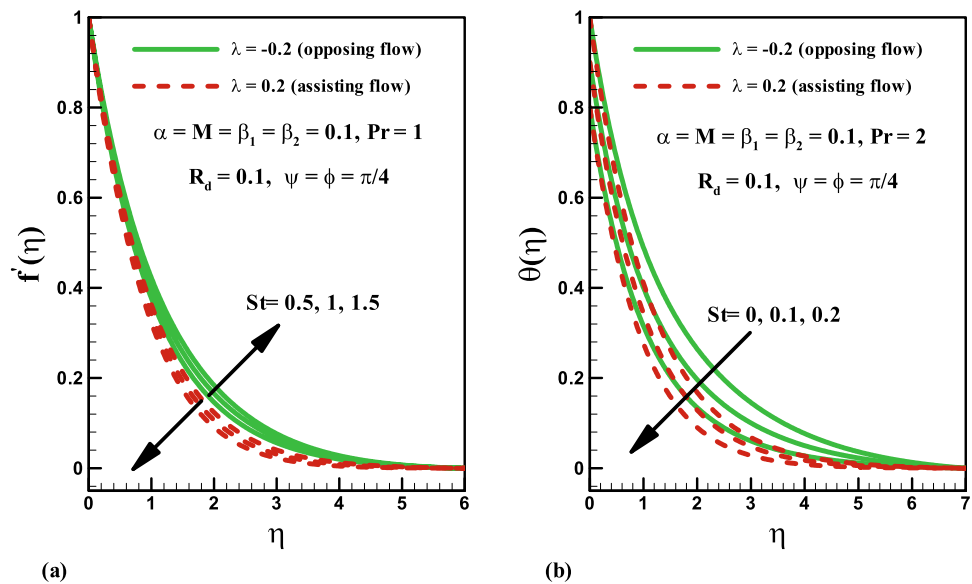 λ = -0.2 (opposing flow)
λ = 0.2 (assisting flow)
α = M = β₁ = β₂ = 0.1, Pr = 1
R_d = 0.1, ψ = ϕ = π/4
St= 0.5, 1, 1.5
f'(η)
1
0.8
0.6
0.4
0.2
0
0 1 2 3 4 5 6
η
(a)
λ = -0.2 (opposing flow)
λ = 0.2 (assisting flow)
α = M = β₁ = β₂ = 0.1, Pr = 2
R_d = 0.1, ψ = ϕ = π/4
St= 0, 0.1, 0.2
θ(η)
1
0.8
0.6
0.4
0.2
0
0 1 2 3 4 5 6 7
η
(b)